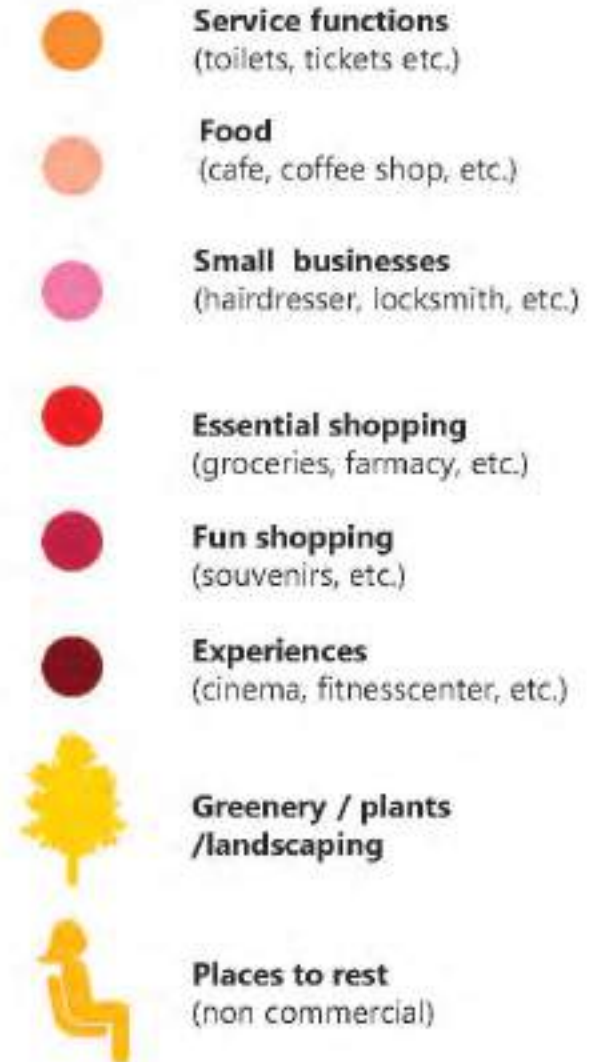 Service functions
(toilets, tickets etc.)
Food
(cafe, coffee shop, etc.)
Small businesses
(hairdresser, locksmith, etc.)
Essential shopping
(groceries, farmacy, etc.)
Fun shopping
(souvenirs, etc.)
Experiences
(cinema, fitnesscenter, etc.)
Greenery / plants
/landscaping
Places to rest
(non commercial)